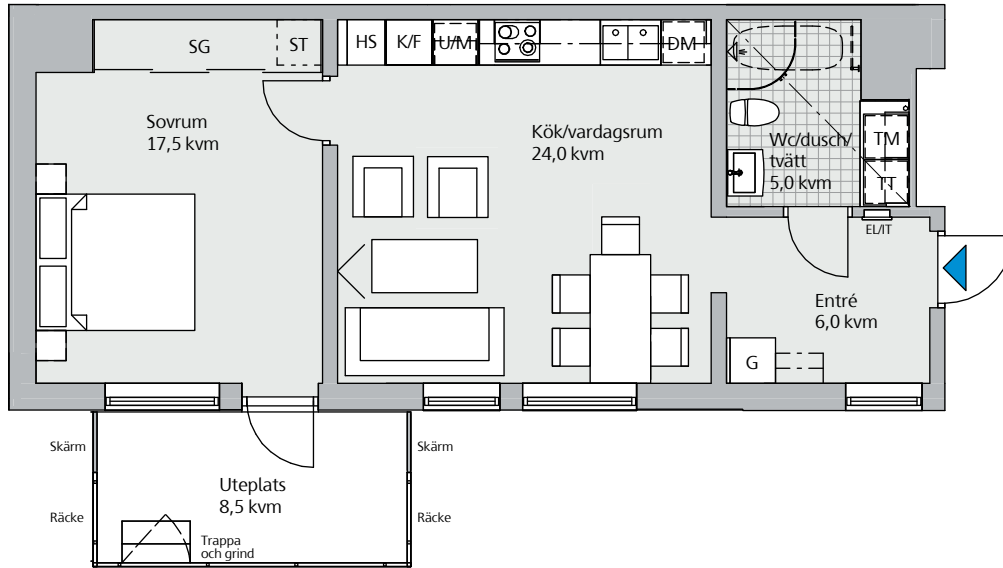 SG
ST
HS
K/F
U/M
DM
Sovrum
17,5 kvm
Kök/vardagsrum
24,0 kvm
Wc/dusch/
tvätt
5,0 kvm
TM
TT
EL/IT
Entré
6,0 kvm
G
Skärm
Skärm
Uteplats
8,5 kvm
Räcke
Räcke
Trappa
och grind